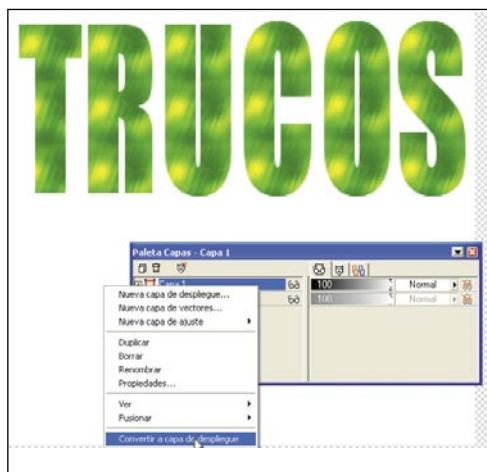 TRUCOS
Paleta Capas - Capa 1
Capa 1
100 Normal
100 Normal
Nueva capa de despliegue...
Nueva capa de vectores...
Nueva capa de ajuste
Duplicar
Borrar
Renombrar
Propiedades...
Ver
Fusionar
Convertir a capa de despliegue